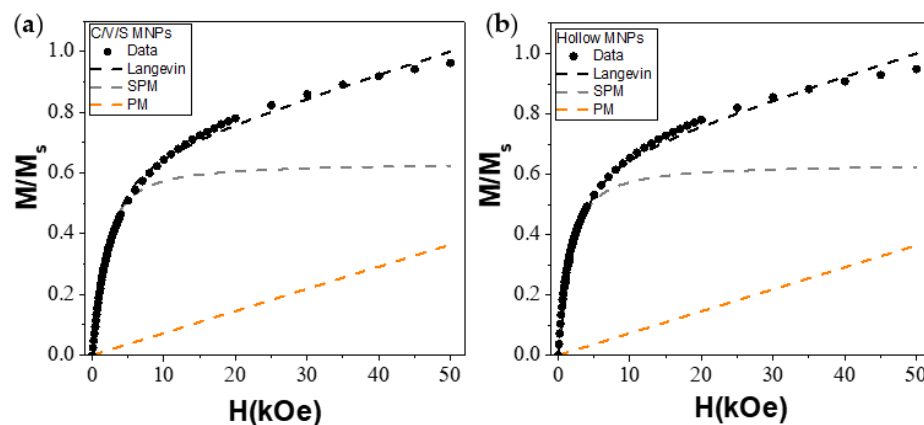 (a)
C/V/S MNPs
Data
Langevin
SPM
PM
1.0
0.8
0.6
0.4
0.2
0.0
M/Ms
0 10 20 30 40 50
H(kOe)
(b)
Hollow MNPs
Data
Langevin
SPM
PM
1.0
0.8
0.6
0.4
0.2
0.0
M/Ms
0 10 20 30 40 50
H(kOe)